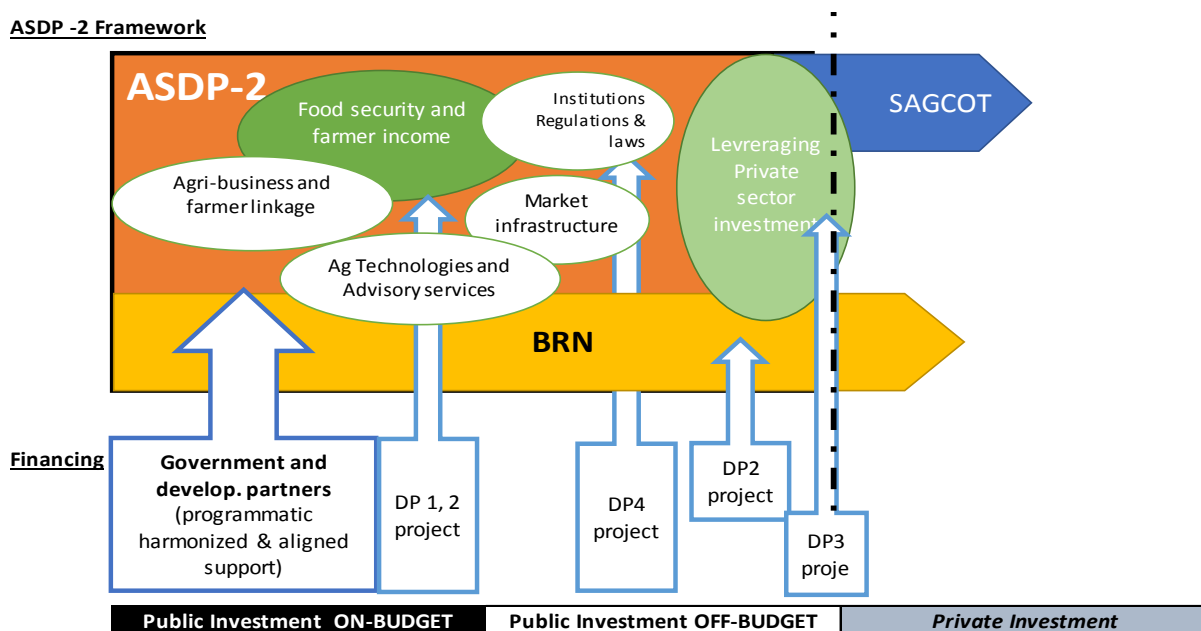 ASDP -2 Framework
ASDP-2
Food security and
farmer income
Institutions
Regulations &
laws
SAGCOT
Levreraging
Private
sector
investment
Agri-business and
farmer linkage
Market
infrastructure
Ag Technologies and
Advisory services
BRN
Financing
Government and
develop. partners
(programmatic
harmonized & aligned
support)
DP 1, 2
project
DP4
project
DP2
project
DP3
proje
Public Investment ON-BUDGET
Public Investment OFF-BUDGET
Private Investment